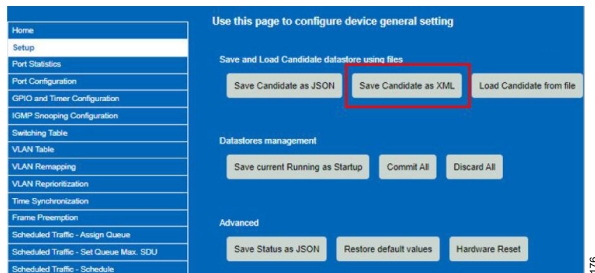 Use this page to configure device general setting
Home
Setup
Port Statistics
Port Configuration
GPIO and Timer Configuration
IGMP Snooping Configuration
Switching Table
VLAN Table
VLAN Remapping
VLAN Reprioritization
Time Synchronization
Frame Preemption
Scheduled Traffic - Assign Queue
Scheduled Traffic - Set Queue Max. SDU
Scheduled Traffic - Schedule
Save and Load Candidate datastore using files
Save Candidate as JSON
Save Candidate as XML
Load Candidate from file
Datastores management
Save current Running as Startup
Commit All
Discard All
Advanced
Save Status as JSON
Restore default values
Hardware Reset
176